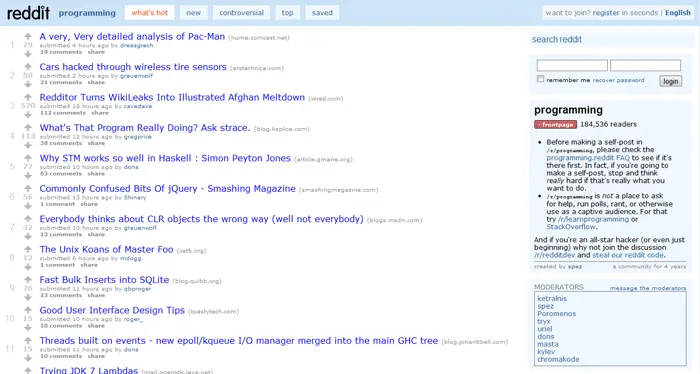 reddit programming what's hot new controversial top saved want to join? register in seconds | English
A very, Very detailed analysis of Pac-Man (home.comcast.net)
1 29 submitted 4 hours ago by dreasgrech
19 comments share
Cars hacked through wireless tire sensors (arstechnica.com)
2 50 submitted 2 hours ago by grauenwolf
21 comments share
Redditor Turns WikiLeaks Into Illustrated Afghan Meltdown (wired.com)
3 570 submitted 18 hours ago by cavedave
112 comments share
What's That Program Really Doing? Ask strace. (blog.ksplice.com)
4 113 submitted 12 hours ago by gregprice
38 comments share
Why STM works so well in Haskell : Simon Peyton Jones (article.gmane.org)
5 77 submitted 10 hours ago by dons
63 comments share
Commonly Confused Bits Of jQuery - Smashing Magazine (smashingmagazine.com)
6 56 submitted 13 hours ago by Shinary
1 comment share
Everybody thinks about CLR objects the wrong way (well not everybody) (blogs.msdn.com)
7 32 submitted 10 hours ago by grauenwolf
13 comments share
The Unix Koans of Master Foo (catb.org)
8 12 submitted 6 hours ago by mdogg
1 comment share
Fast Bulk Inserts into SQLite (blog.quibb.org)
9 26 submitted 11 hours ago by qbproger
13 comments share
Good User Interface Design Tips (toastytech.com)
10 15 submitted 10 hours ago by roger_
18 comments share
Threads built on events - new epoll/kqueue I/O manager merged into the main GHC tree (blog.johantibell.com)
11 15 submitted 11 hours ago by dons
10 comments share
Trying JDK 7 Lambdas (mail.openjdk.java.net)
search reddit
remember me recover password login
programming
- frontpage 184,536 readers
• Before making a self-post in
/r/programming, please check the
programming.reddit FAQ to see if it's
there first. In fact, if you're going to
make a self-post, stop and think
really hard if that's really what you
want to do.
• /r/programming is not a place to ask
for help, run polls, rant, or otherwise
use as a captive audience. For that
try /r/learnprogramming or
StackOverflow.
And if you're an all-star hacker (or even just
beginning) why not join the discussion
/r/redditdev and steal our reddit code.
created by spez a community for 4 years
MODERATORS message the moderators
ketralnis
spez
Poromenos
tryx
uriel
dons
masta
kylev
chromakode